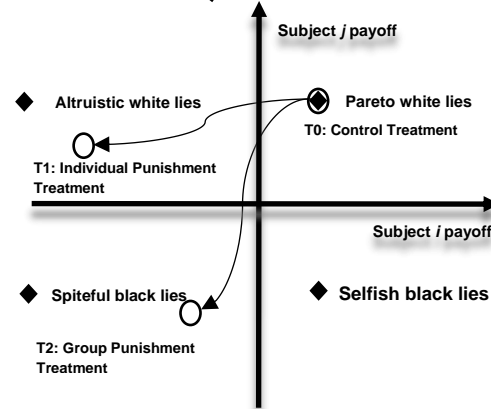 Subject j payoff
Altruistic white lies
Pareto white lies
T0: Control Treatment
T1: Individual Punishment
Treatment
Subject i payoff
Spiteful black lies
Selfish black lies
T2: Group Punishment
Treatment